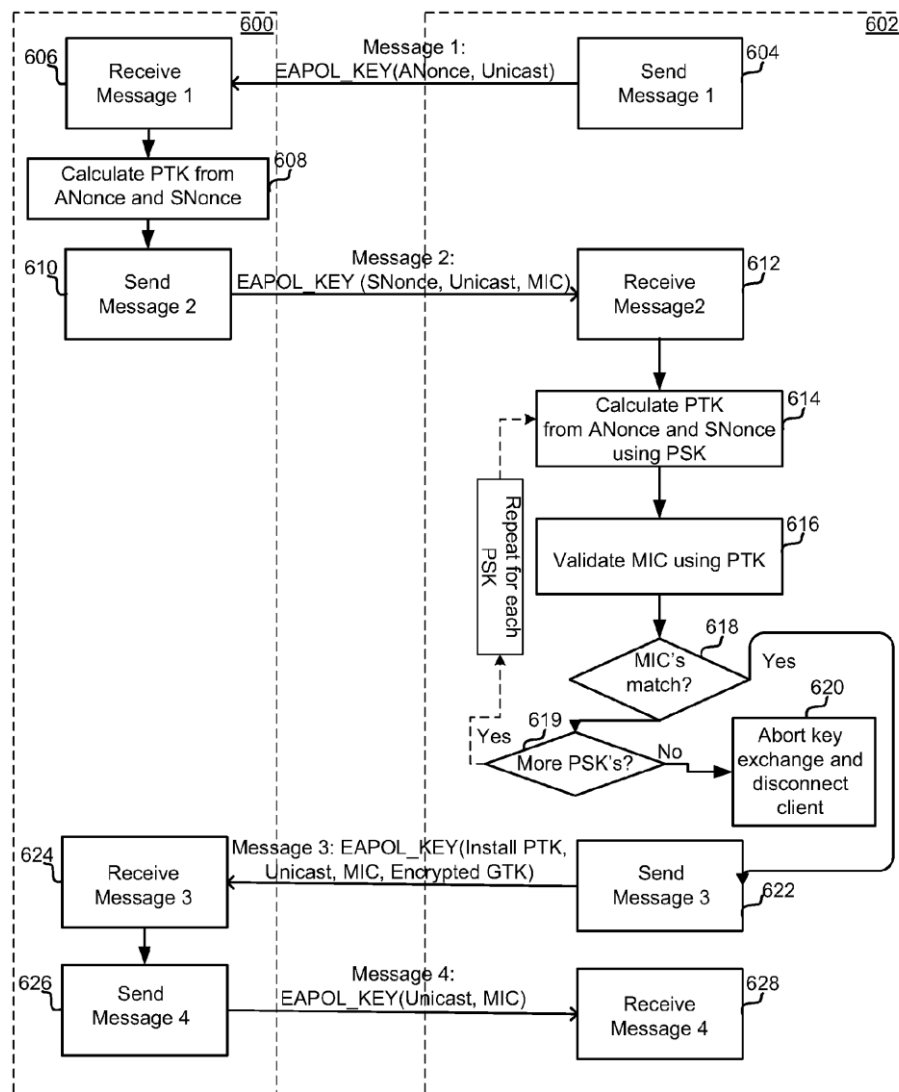 600
602
606
Receive
Message 1
Message 1:
EAPOL_KEY(ANonce, Unicast)
604
Send
Message 1
608
Calculate PTK from
ANonce and SNonce
610
Send
Message 2
Message 2:
EAPOL_KEY (SNonce, Unicast, MIC)
612
Receive
Message2
614
Calculate PTK
from ANonce and SNonce
using PSK
Repeat for each
PSK
616
Validate MIC using PTK
618
MIC's
match?
Yes
619
More PSK's?
Yes
No
620
Abort key
exchange and
disconnect
client
624
Receive
Message 3
Message 3: EAPOL_KEY(Install PTK,
Unicast, MIC, Encrypted GTK)
Send
Message 3
622
626
Send
Message 4
Message 4:
EAPOL_KEY(Unicast, MIC)
628
Receive
Message 4